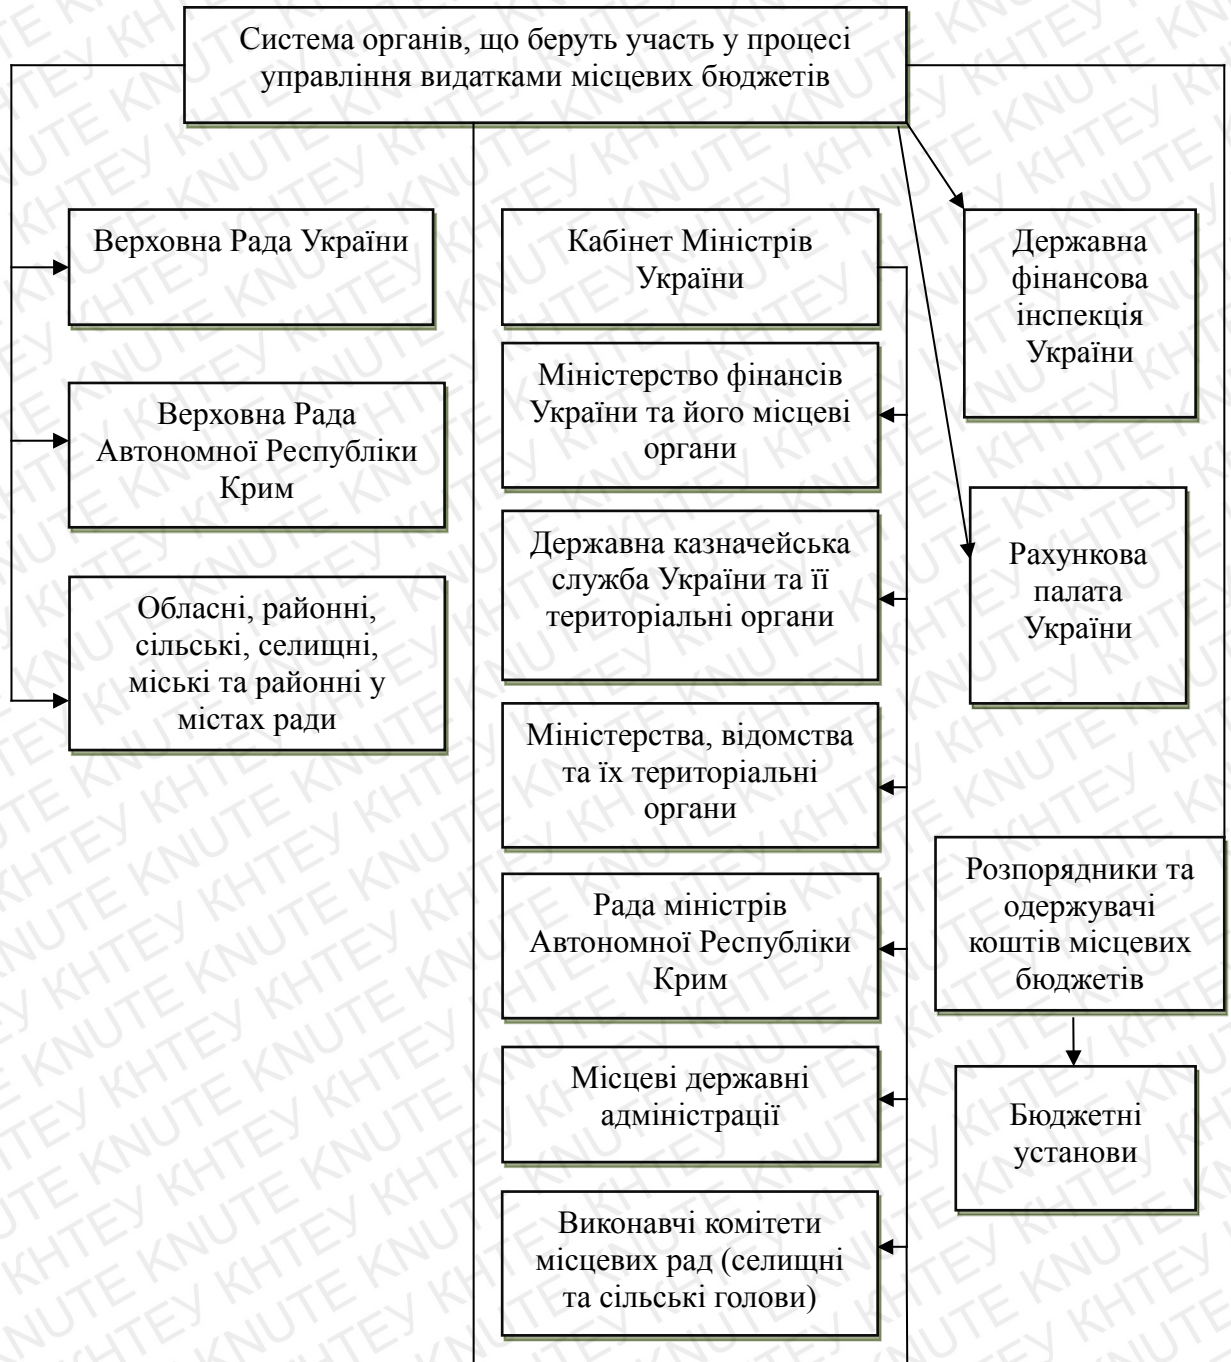 Система органів, що беруть участь у процесі
управління видатками місцевих бюджетів
Верховна Рада України
Верховна Рада
Автономної Республіки
Крим
Обласні, районні,
сільські, селищні,
міські та районні у
містах ради
Кабінет Міністрів
України
Міністерство фінансів
України та його місцеві
органи
Державна казначейська
служба України та її
територіальні органи
Міністерства, відомства
та їх територіальні
органи
Рада міністрів
Автономної Республіки
Крим
Місцеві державні
адміністрації
Виконавчі комітети
місцевих рад (селищні
та сільські голови)
Державна
фінансова
інспекція
України
Рахункова
палата
України
Розпорядники та
одержувачі
коштів місцевих
бюджетів
Бюджетні
установи
KNUTE КНТЕУ